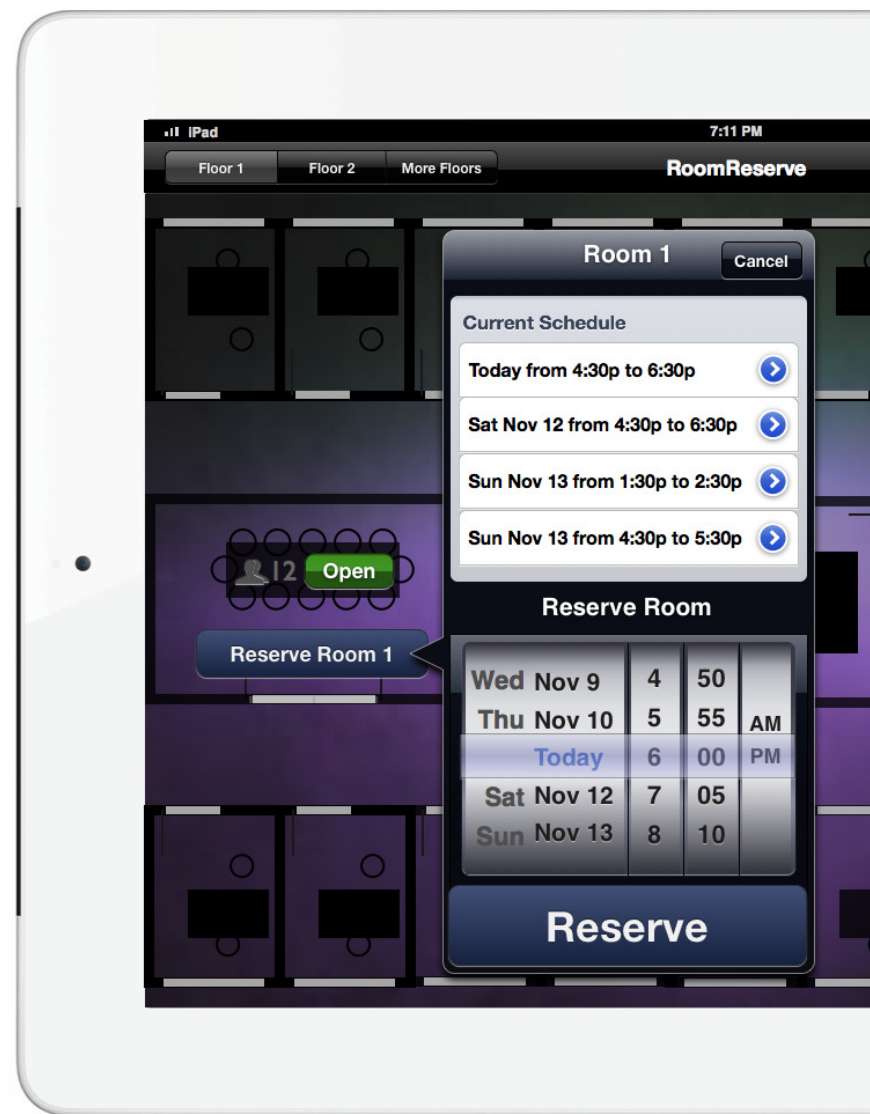 iPad
7:11 PM
Floor 1 Floor 2 More Floors
RoomReserve
Room 1
Cancel
Current Schedule
Today from 4:30p to 6:30p
Sat Nov 12 from 4:30p to 6:30p
Sun Nov 13 from 1:30p to 2:30p
Sun Nov 13 from 4:30p to 5:30p
12 Open
Reserve Room 1
Reserve Room
Wed Nov 9 4 50
Thu Nov 10 5 55 AM
Today 6 00 PM
Sat Nov 12 7 05
Sun Nov 13 8 10
Reserve